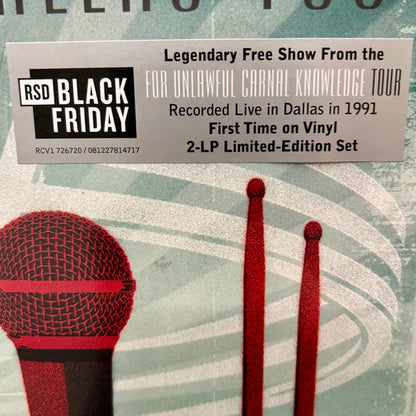 Legendary Free Show From the
FOR UNLAWFUL CARNAL KNOWLEDGE TOUR
RSD BLACK
FRIDAY
Recorded Live in Dallas in 1991
First Time on Vinyl
2-LP Limited-Edition Set
RCV1 726720 / 081227814717